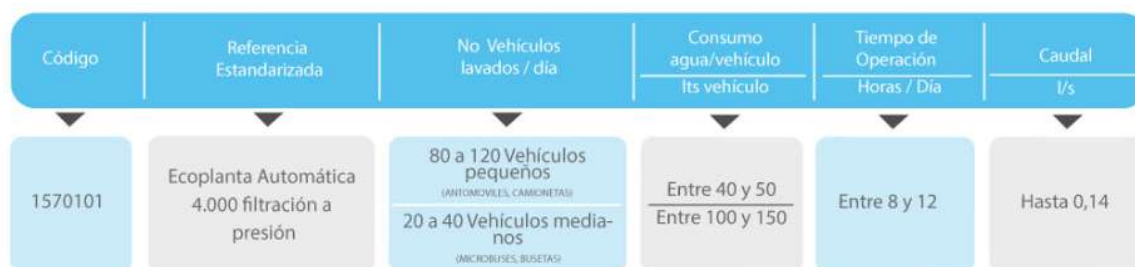 Código
Referencia
Estandarizada
No Vehículos
lavados / día
Consumo
agua/vehículo
lts vehículo
Tiempo de
Operación
Horas / Día
Caudal
l/s
1570101
Ecoplanta Automática
4.000 filtración a
presión
80 a 120 Vehículos
pequeños
(ANTOMOVILES, CAMIONETAS)
20 a 40 Vehículos media-
nos
(MICROBUSES, BUSETAS)
Entre 40 y 50
Entre 100 y 150
Entre 8 y 12
Hasta 0,14